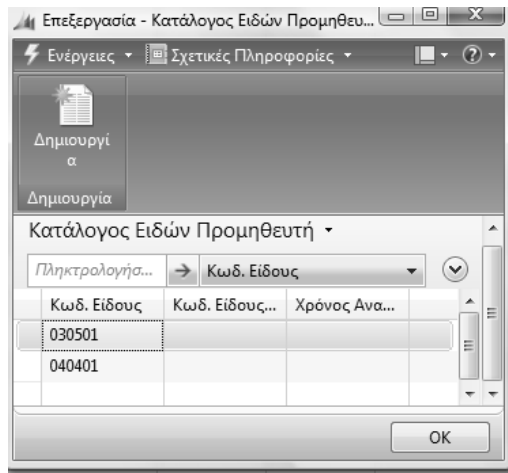 Επεξεργασία - Κατάλογος Ειδών Προμηθευ...
Ενέργειες Σχετικές Πληροφορίες
Δημιουργί
α
Δημιουργία
Κατάλογος Ειδών Προμηθευτή
Πληκτρολογήσ... Κωδ. Είδους
Κωδ. Είδους Κωδ. Είδους... Χρόνος Ανα...
030501
040401
OK